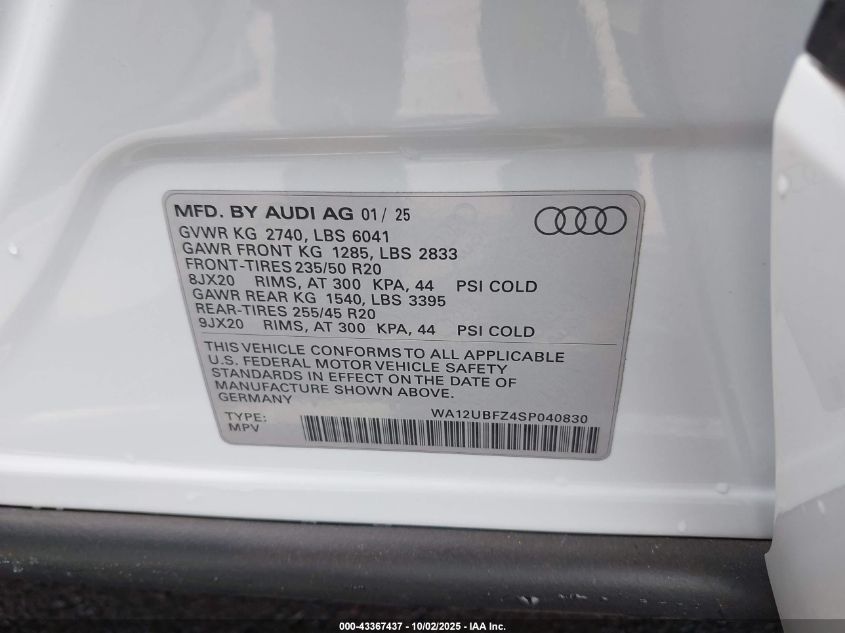 MFD. BY AUDI AG 01/ 25
GVWR KG 2740, LBS 6041
GAWR FRONT KG 1285, LBS 2833
FRONT-TIRES 235/50 R20
8JX20 RIMS, AT 300 KPA, 44 PSI COLD
GAWR REAR KG 1540, LBS 3395
REAR-TIRES 255/45 R20
9JX20 RIMS, AT 300 KPA, 44 PSI COLD
THIS VEHICLE CONFORMS TO ALL APPLICABLE
U.S. FEDERAL MOTOR VEHICLE SAFETY
STANDARDS IN EFFECT ON THE DATE OF
MANUFACTURE SHOWN ABOVE.
GERMANY
TYPE: WA12UBFZ4SP040830
MPV
000-43367437 - 10/02/2025 - IAA Inc.